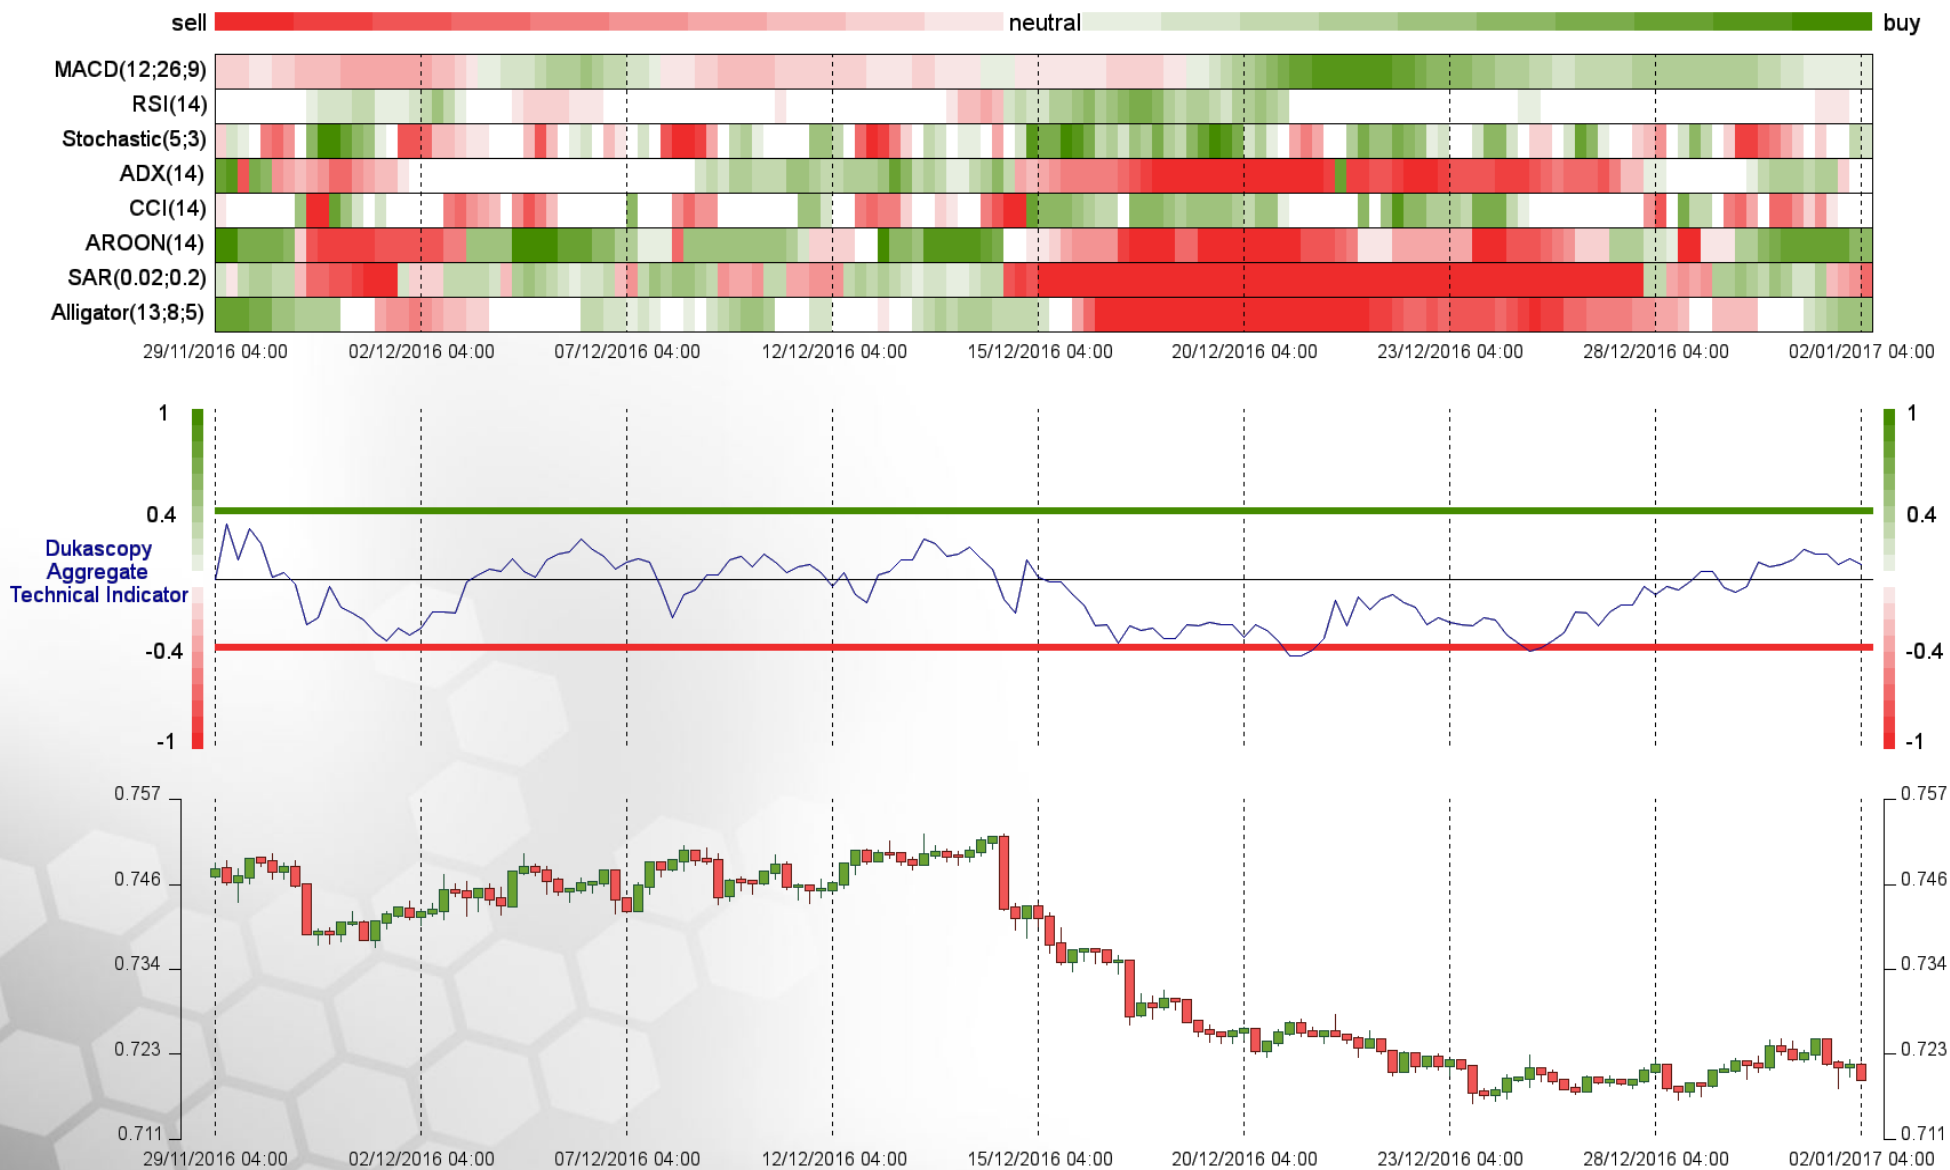 sell neutral buy
MACD(12;26;9)
RSI(14)
Stochastic(5;3)
ADX(14)
CCI(14)
AROON(14)
SAR(0.02;0.2)
Alligator(13;8;5)
29/11/2016 04:00 02/12/2016 04:00 07/12/2016 04:00 12/12/2016 04:00 15/12/2016 04:00 20/12/2016 04:00 23/12/2016 04:00 28/12/2016 04:00 02/01/2017 04:00
1 1
0.4 0.4
Dukascopy
Aggregate
Technical Indicator
-0.4 -0.4
-1 -1
0.757 0.757
0.746 0.746
0.734 0.734
0.723 0.723
0.711 0.711
29/11/2016 04:00 02/12/2016 04:00 07/12/2016 04:00 12/12/2016 04:00 15/12/2016 04:00 20/12/2016 04:00 23/12/2016 04:00 28/12/2016 04:00 02/01/2017 04:00